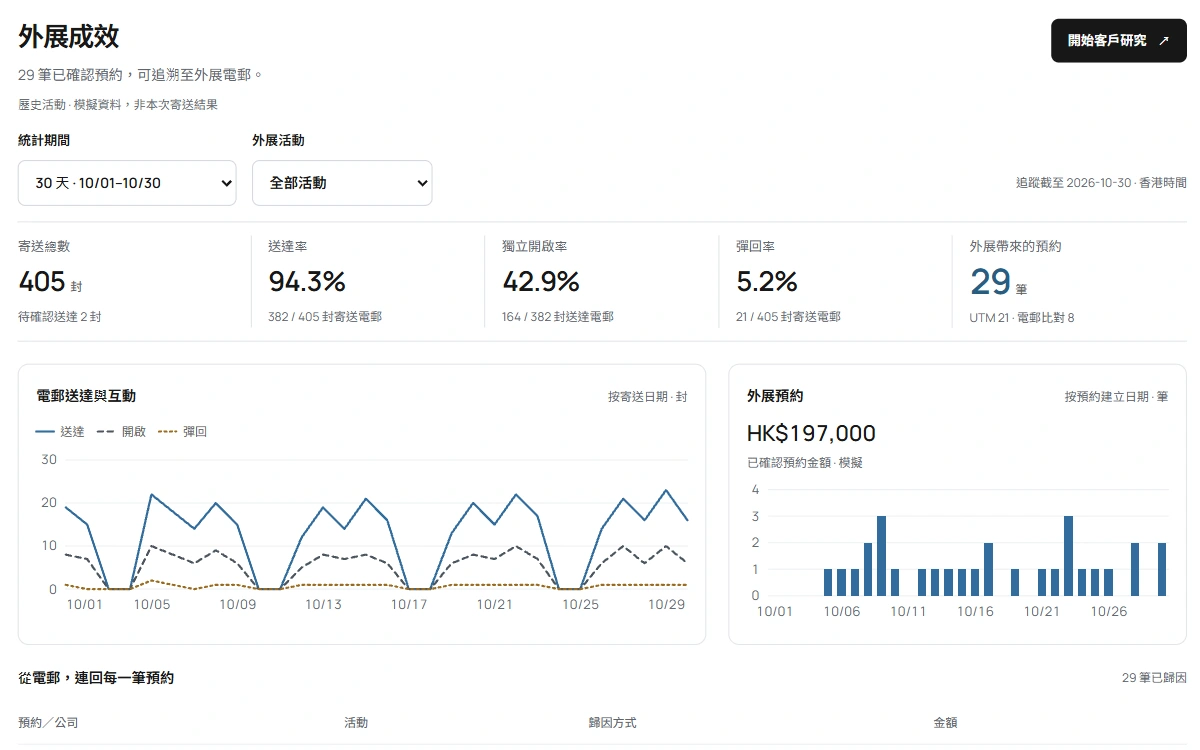 外展成效
開始客戶研究 ↗
29 筆已確認預約，可追溯至外展電郵。
歷史活動 · 模擬資料，非本次寄送結果
統計期間
外展活動
30 天 · 10/01–10/30
全部活動
追蹤截至 2026-10-30 · 香港時間
寄送總數
405 封
待確認送達 2 封
送達率
94.3%
382 / 405 封寄送電郵
獨立開啟率
42.9%
164 / 382 封送達電郵
彈回率
5.2%
21 / 405 封寄送電郵
外展帶來的預約
29 筆
UTM 21 · 電郵比對 8
電郵送達與互動
按寄送日期 · 封
送達 開啟 彈回
30
20
10
0
10/01 10/05 10/09 10/13 10/17 10/21 10/25 10/29
外展預約
按預約建立日期 · 筆
HK$197,000
已確認預約金額 · 模擬
4
3
2
1
0
10/01 10/06 10/11 10/16 10/21 10/26
從電郵，連回每一筆預約
29 筆已歸因
預約／公司 活動 歸因方式 金額